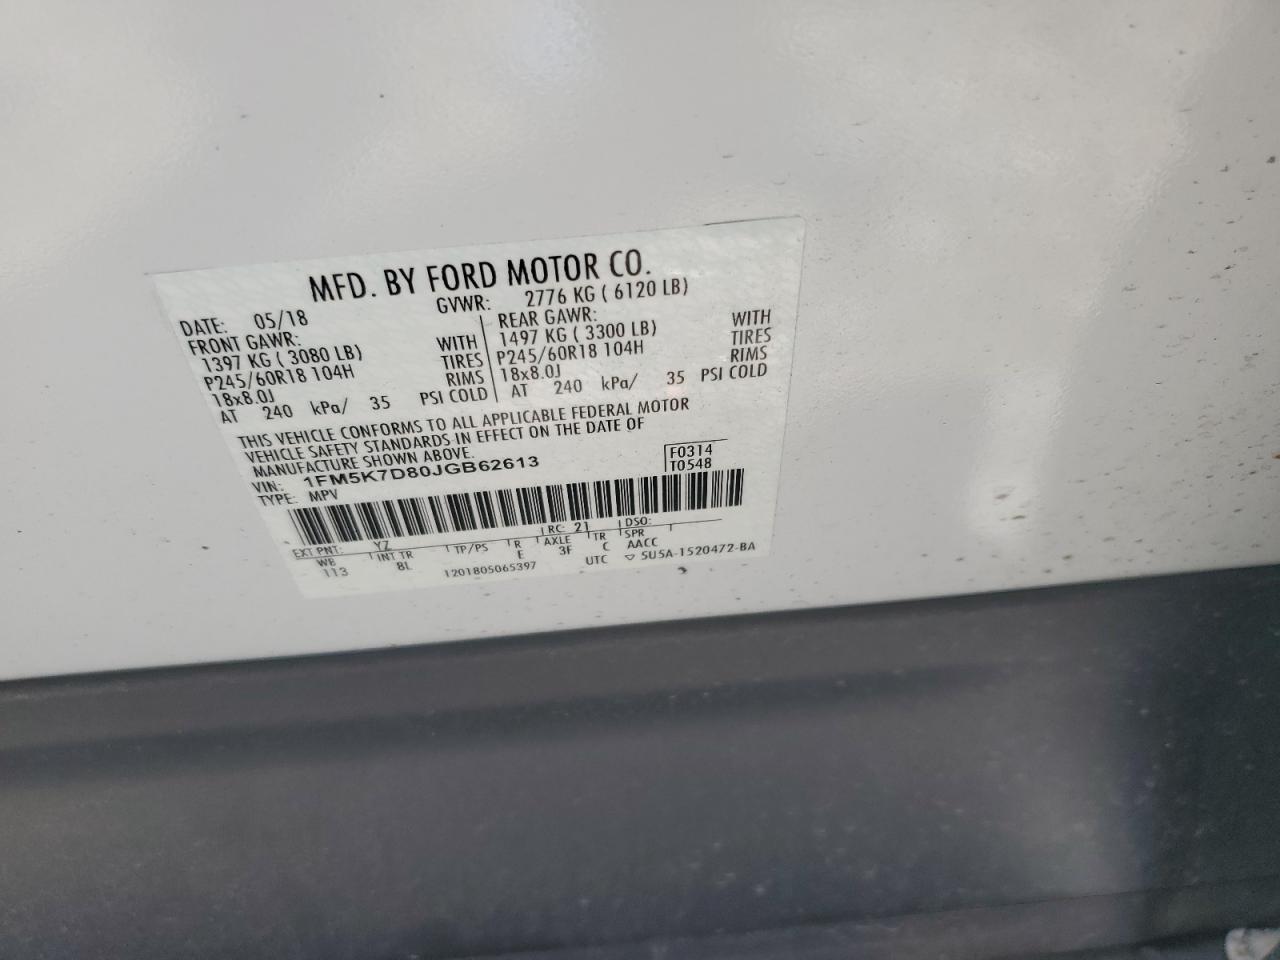 MFD. BY FORD MOTOR CO.
DATE: 05/18 GVWR: 2776 KG ( 6120 LB)
FRONT GAWR: REAR GAWR:
1397 KG ( 3080 LB) WITH 1497 KG ( 3300 LB) WITH
P245/60R18 104H TIRES P245/60R18 104H TIRES
18x8.0J RIMS 18x8.0J RIMS
AT 240 kPa/ 35 PSI COLD AT 240 kPa/ 35 PSI COLD
THIS VEHICLE CONFORMS TO ALL APPLICABLE FEDERAL MOTOR
VEHICLE SAFETY STANDARDS IN EFFECT ON THE DATE OF
MANUFACTURE SHOWN ABOVE.
VIN: 1FM5K7D80JGB62613 F0314
TYPE: MPV T0548
EXT PNT: YZ RC: 21 DSO:
WB INT TR TP/PS R AXLE TR SPR
113 8L E 3F C AACC
1201805065397 UTC ▽ 5U5A-1520472-BA